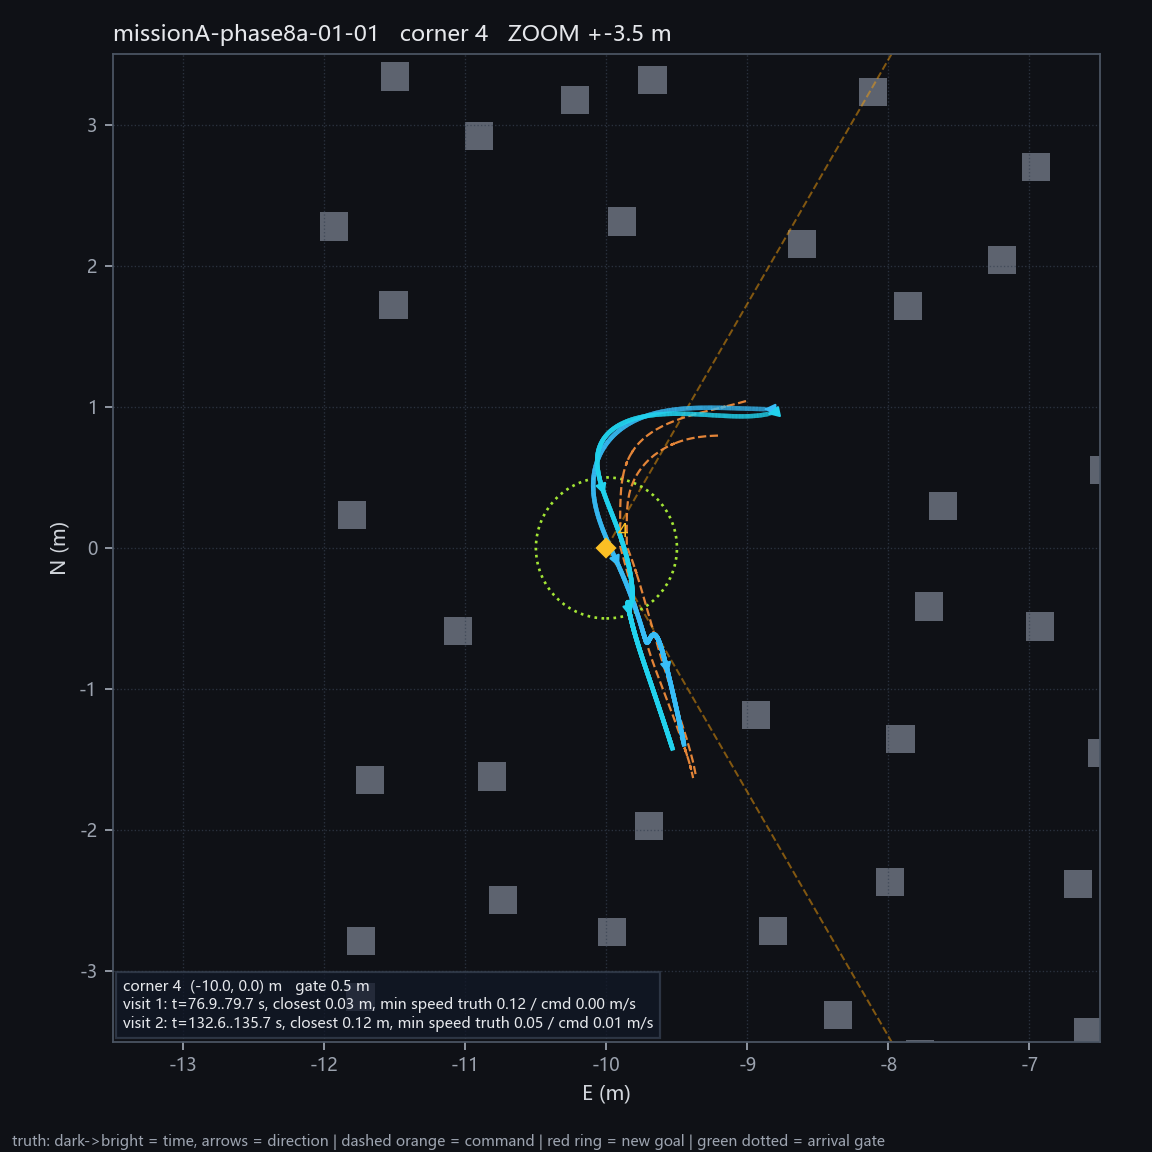 missionA-phase8a-01-01   corner 4   ZOOM +-3.5 m
3
2
1
0
-1
-2
-3
N (m)
4
corner 4  (-10.0, 0.0) m   gate 0.5 m
visit 1: t=76.9..79.7 s, closest 0.03 m, min speed truth 0.12 / cmd 0.00 m/s
visit 2: t=132.6..135.7 s, closest 0.12 m, min speed truth 0.05 / cmd 0.01 m/s
-13 -12 -11 -10 -9 -8 -7
E (m)
truth: dark->bright = time, arrows = direction | dashed orange = command | red ring = new goal | green dotted = arrival gate